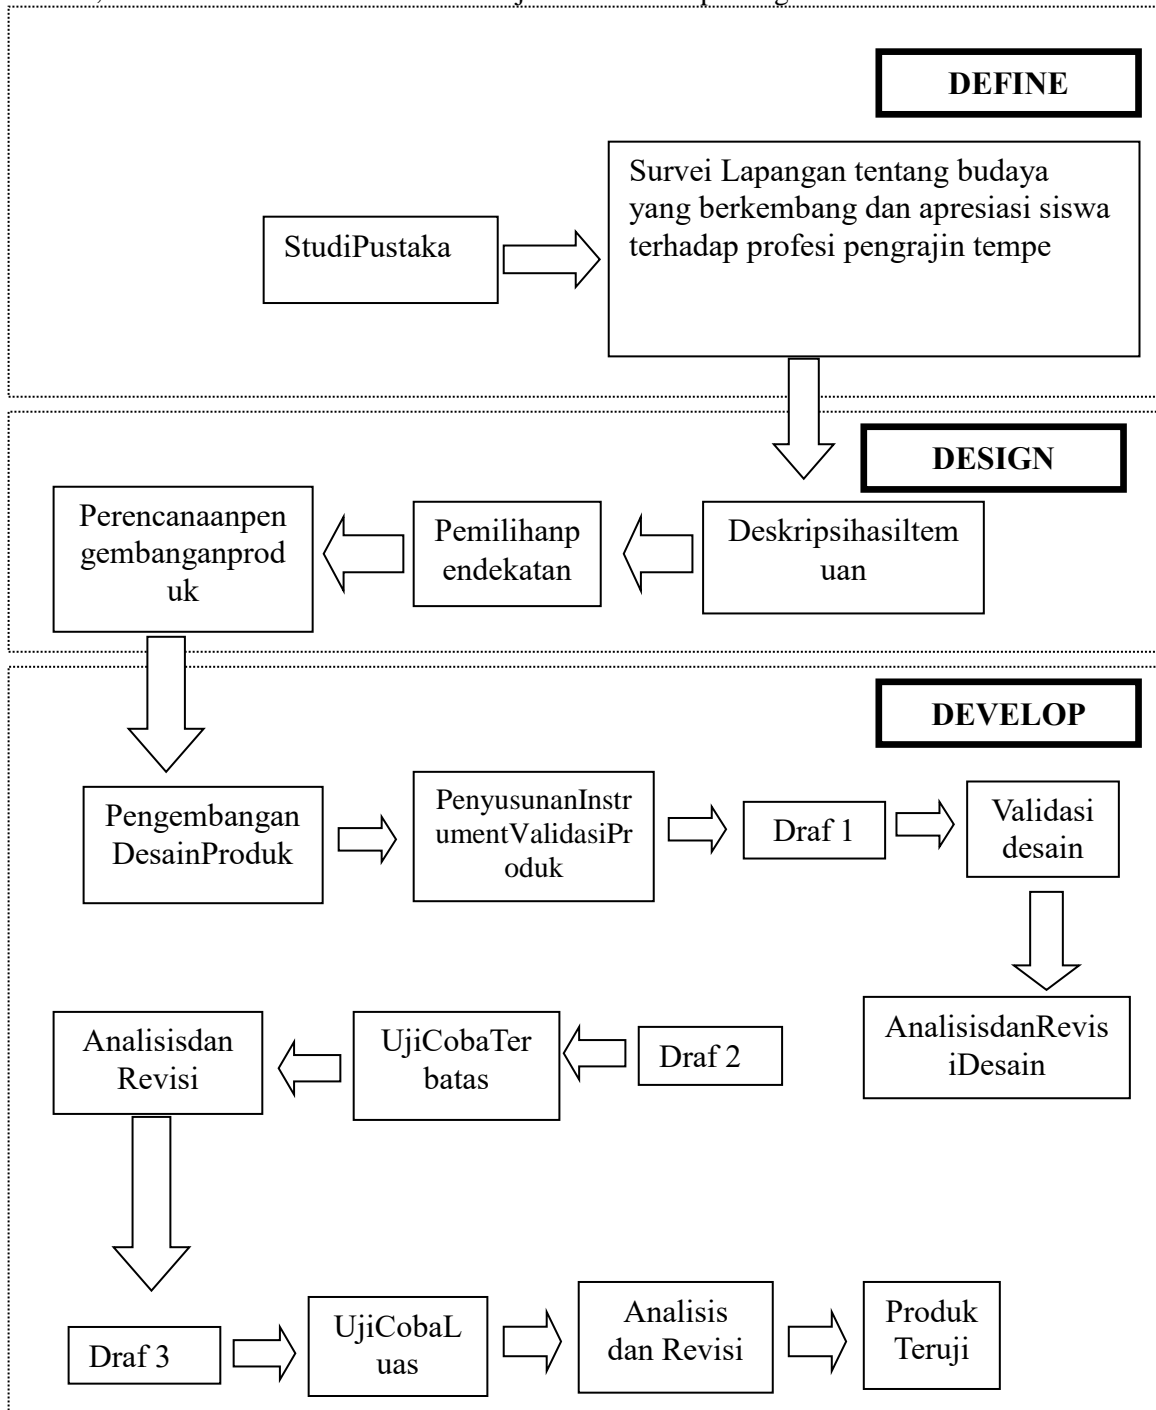 DEFINE
Survei Lapangan tentang budaya
yang berkembang dan apresiasi siswa
terhadap profesi pengrajin tempe
StudiPustaka
DESIGN
Perencanaanpen
gembanganprod
uk
Pemilihanp
endekatan
Deskripsihasiltem
uan
DEVELOP
Pengembangan
DesainProduk
PenyusunanInstr
umentValidasiPr
oduk
Draf 1
Validasi
desain
Analisisdan
Revisi
UjiCobaTer
batas
Draf 2
AnalisisdanRevis
iDesain
Draf 3
UjiCobaL
uas
Analisis
dan Revisi
Produk
Teruji